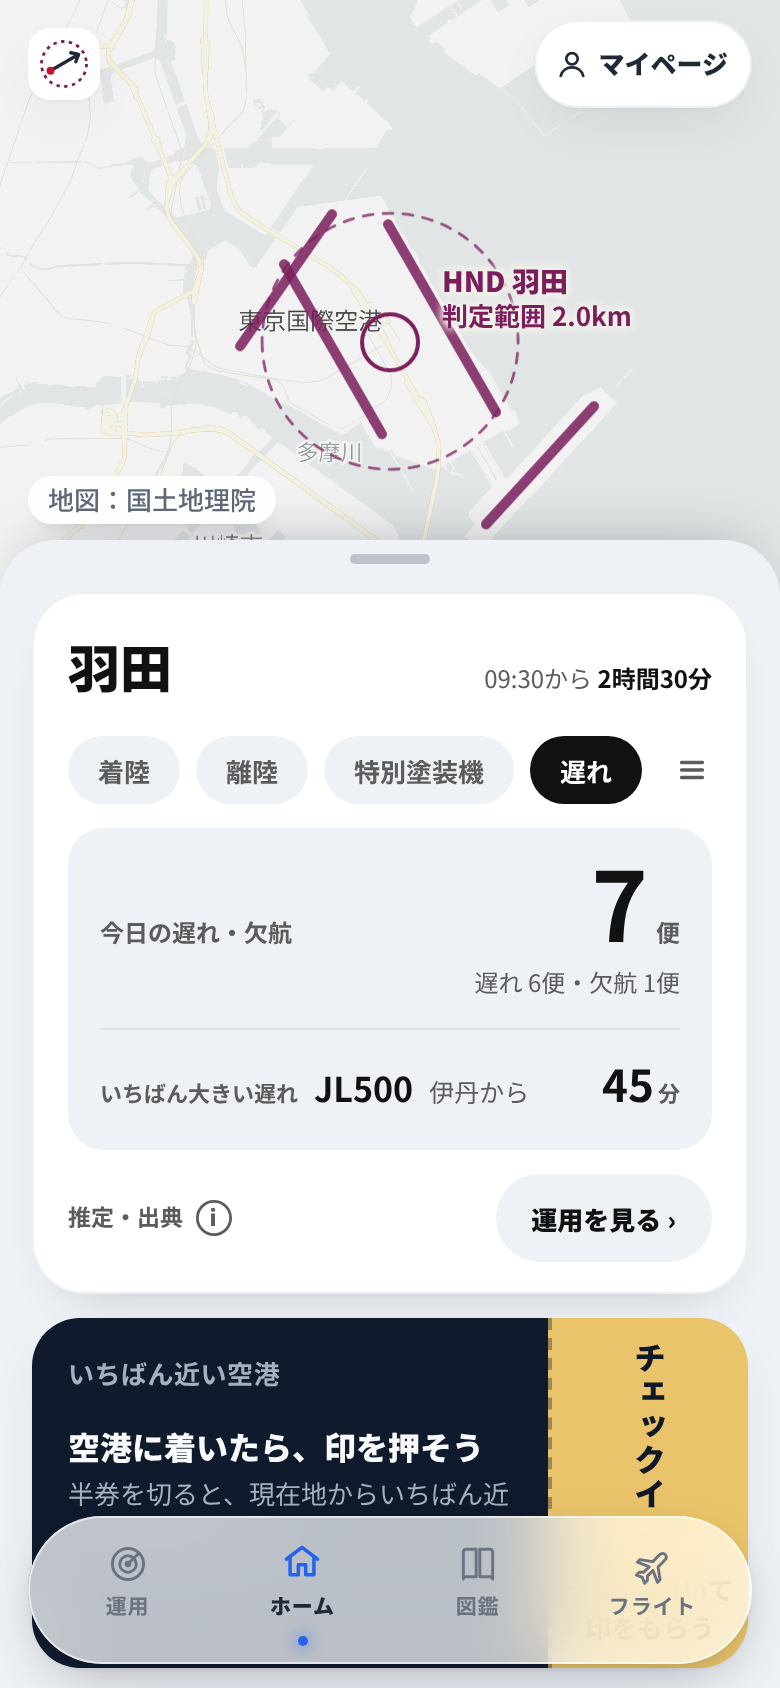 マイページ
HND 羽田
判定範囲 2.0km
東京国際空港
多摩川
地図：国土地理院
羽田
09:30から 2時間30分
着陸 離陸 特別塗装機 遅れ
今日の遅れ・欠航 7 便
遅れ 6便・欠航 1便
いちばん大きい遅れ JL500 伊丹から 45 分
推定・出典
運用を見る ›
いちばん近い空港
空港に着いたら、印を押そう
半券を切ると、現在地からいちばん近
チェックイ
印をもらう
運用 ホーム 図鑑 フライト